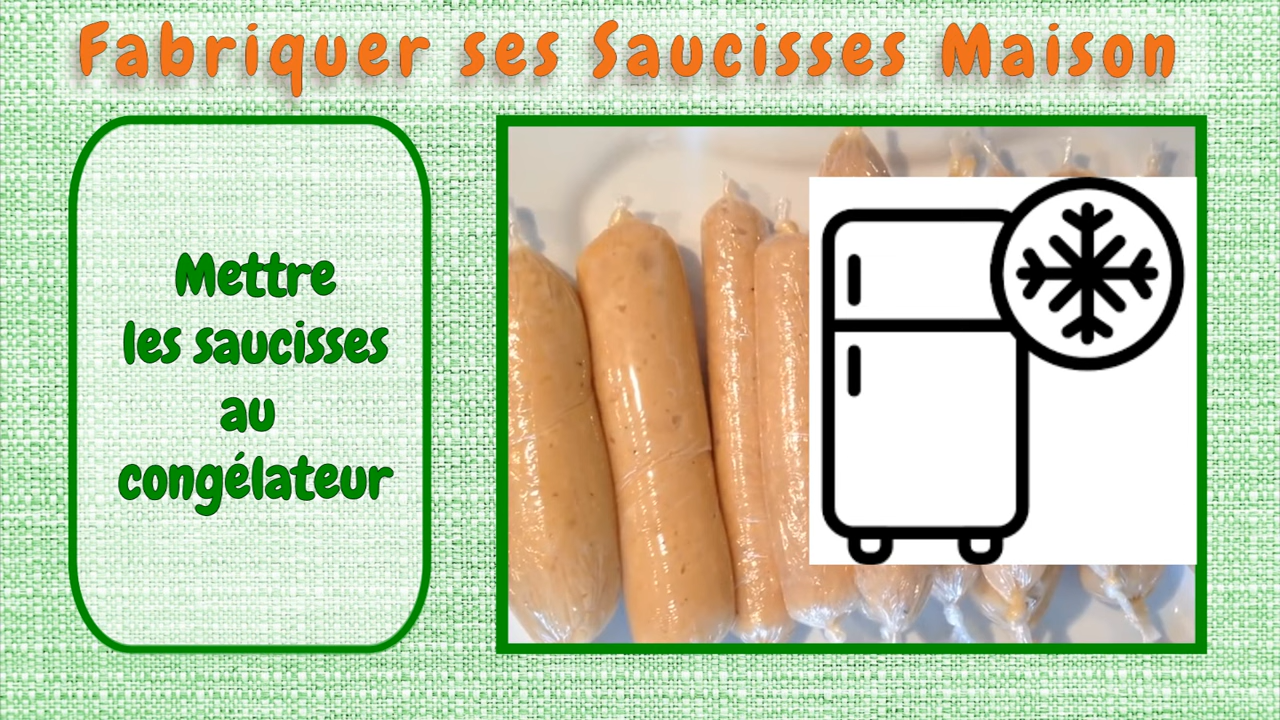 Fabriquer ses Saucisses Maison
Mettre
les saucisses
au
congélateur